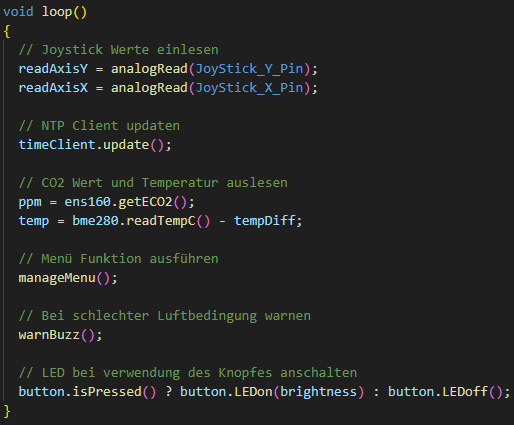 void loop()
{
// Joystick Werte einlesen
readAxisY = analogRead(JoyStick_Y_Pin);
readAxisX = analogRead(JoyStick_X_Pin);
// NTP Client updaten
timeClient.update();
// CO2 Wert und Temperatur auslesen
ppm = ens160.getECO2();
temp = bme280.readTempC() - tempDiff;
// Menü Funktion ausführen
manageMenu();
// Bei schlechter Luftbedingung warnen
warnBuzz();
// LED bei verwendung des Knopfes anschalten
button.isPressed() ? button.LEDon(brightness) : button.LEDoff();
}